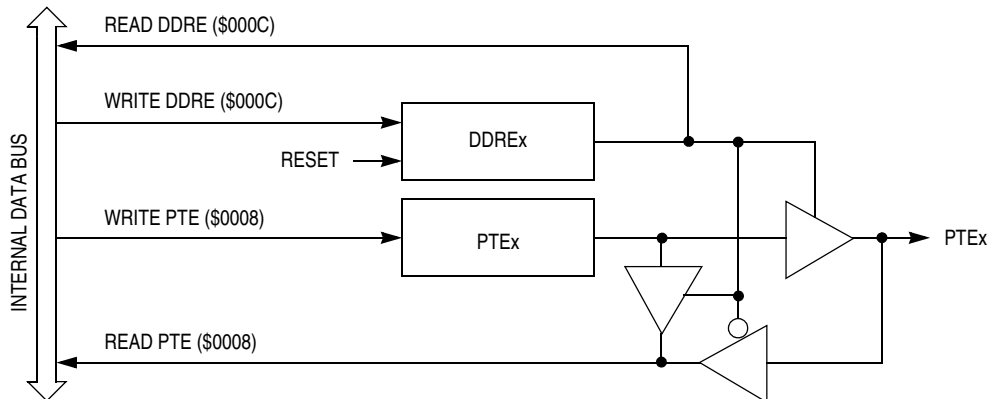 READ DDRE ($000C)
WRITE DDRE ($000C)
DDREx
RESET
WRITE PTE ($0008)
PTEx
PTEx
READ PTE ($0008)
INTERNAL DATA BUS